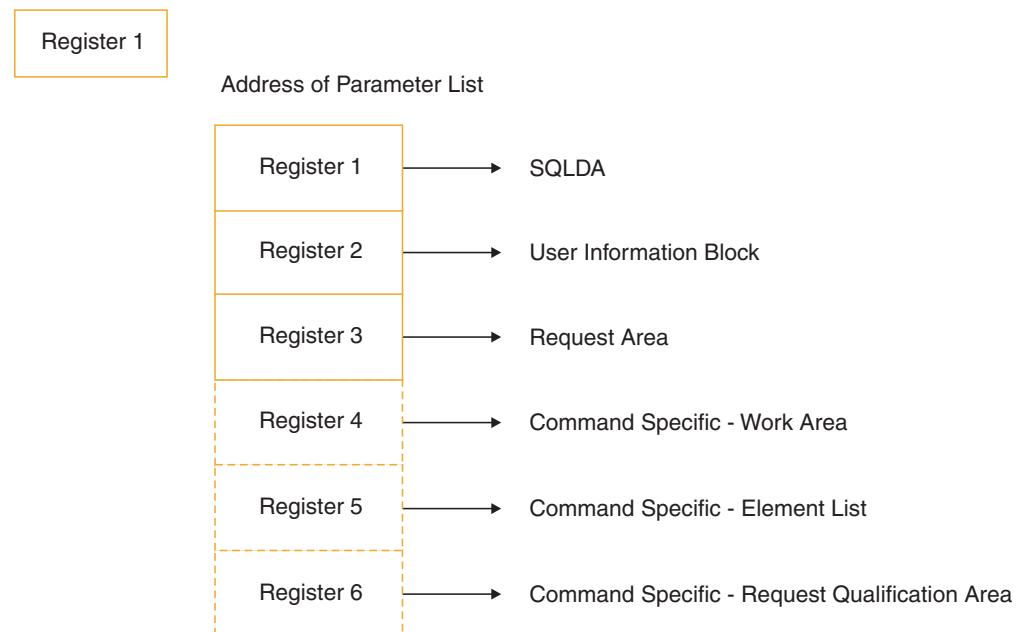 Register 1
Address of Parameter List
Register 1
SQLDA
Register 2
User Information Block
Register 3
Request Area
Register 4
Command Specific - Work Area
Register 5
Command Specific - Element List
Register 6
Command Specific - Request Qualification Area